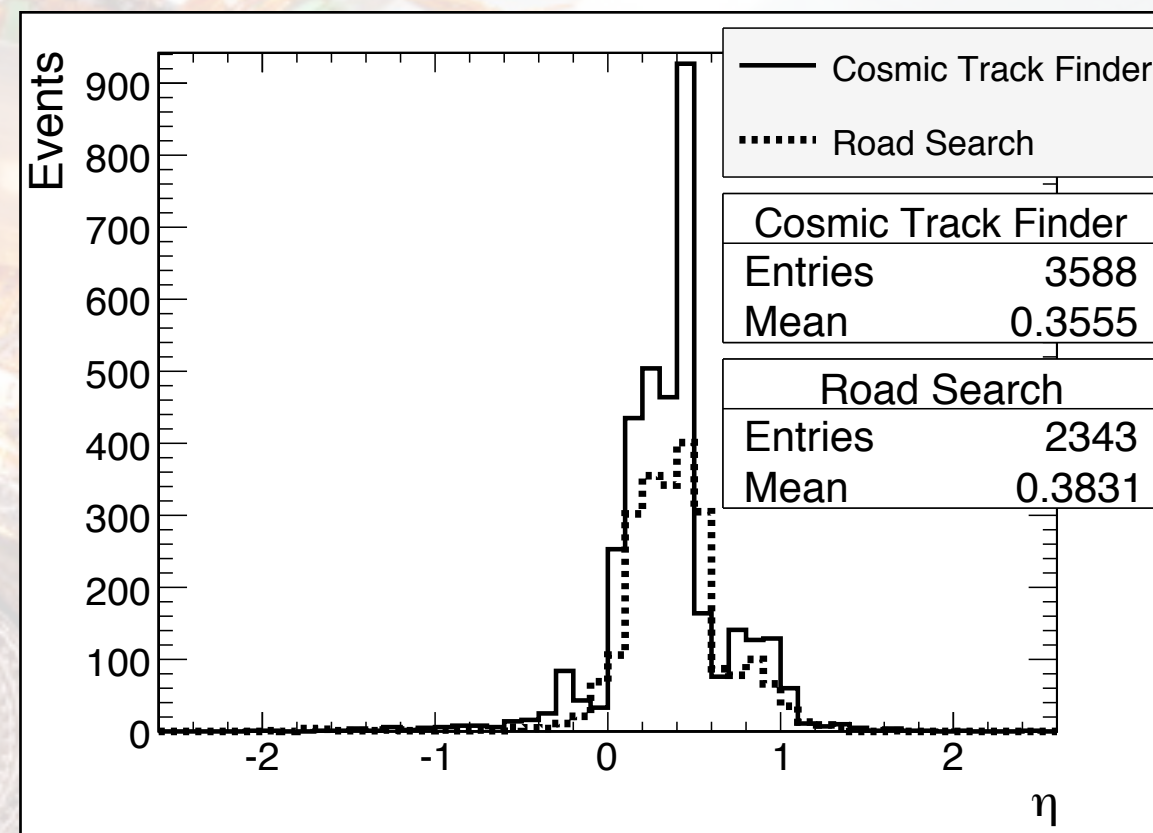 Events
900
800
700
600
500
400
300
200
100
0
-2 -1 0 1 2
η
Cosmic Track Finder
Road Search
Cosmic Track Finder
Entries 3588
Mean 0.3555
Road Search
Entries 2343
Mean 0.3831